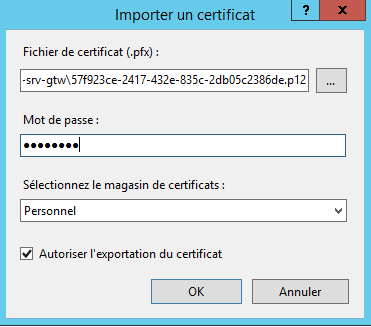 Importer un certificat
?
Fichier de certificat (.pfx) :
-srv-gtw\57f923ce-2417-432e-835c-2db05c2386de.p12
...
Mot de passe :
●●●●●●●●
Sélectionnez le magasin de certificats :
Personnel
Autoriser l'exportation du certificat
OK
Annuler